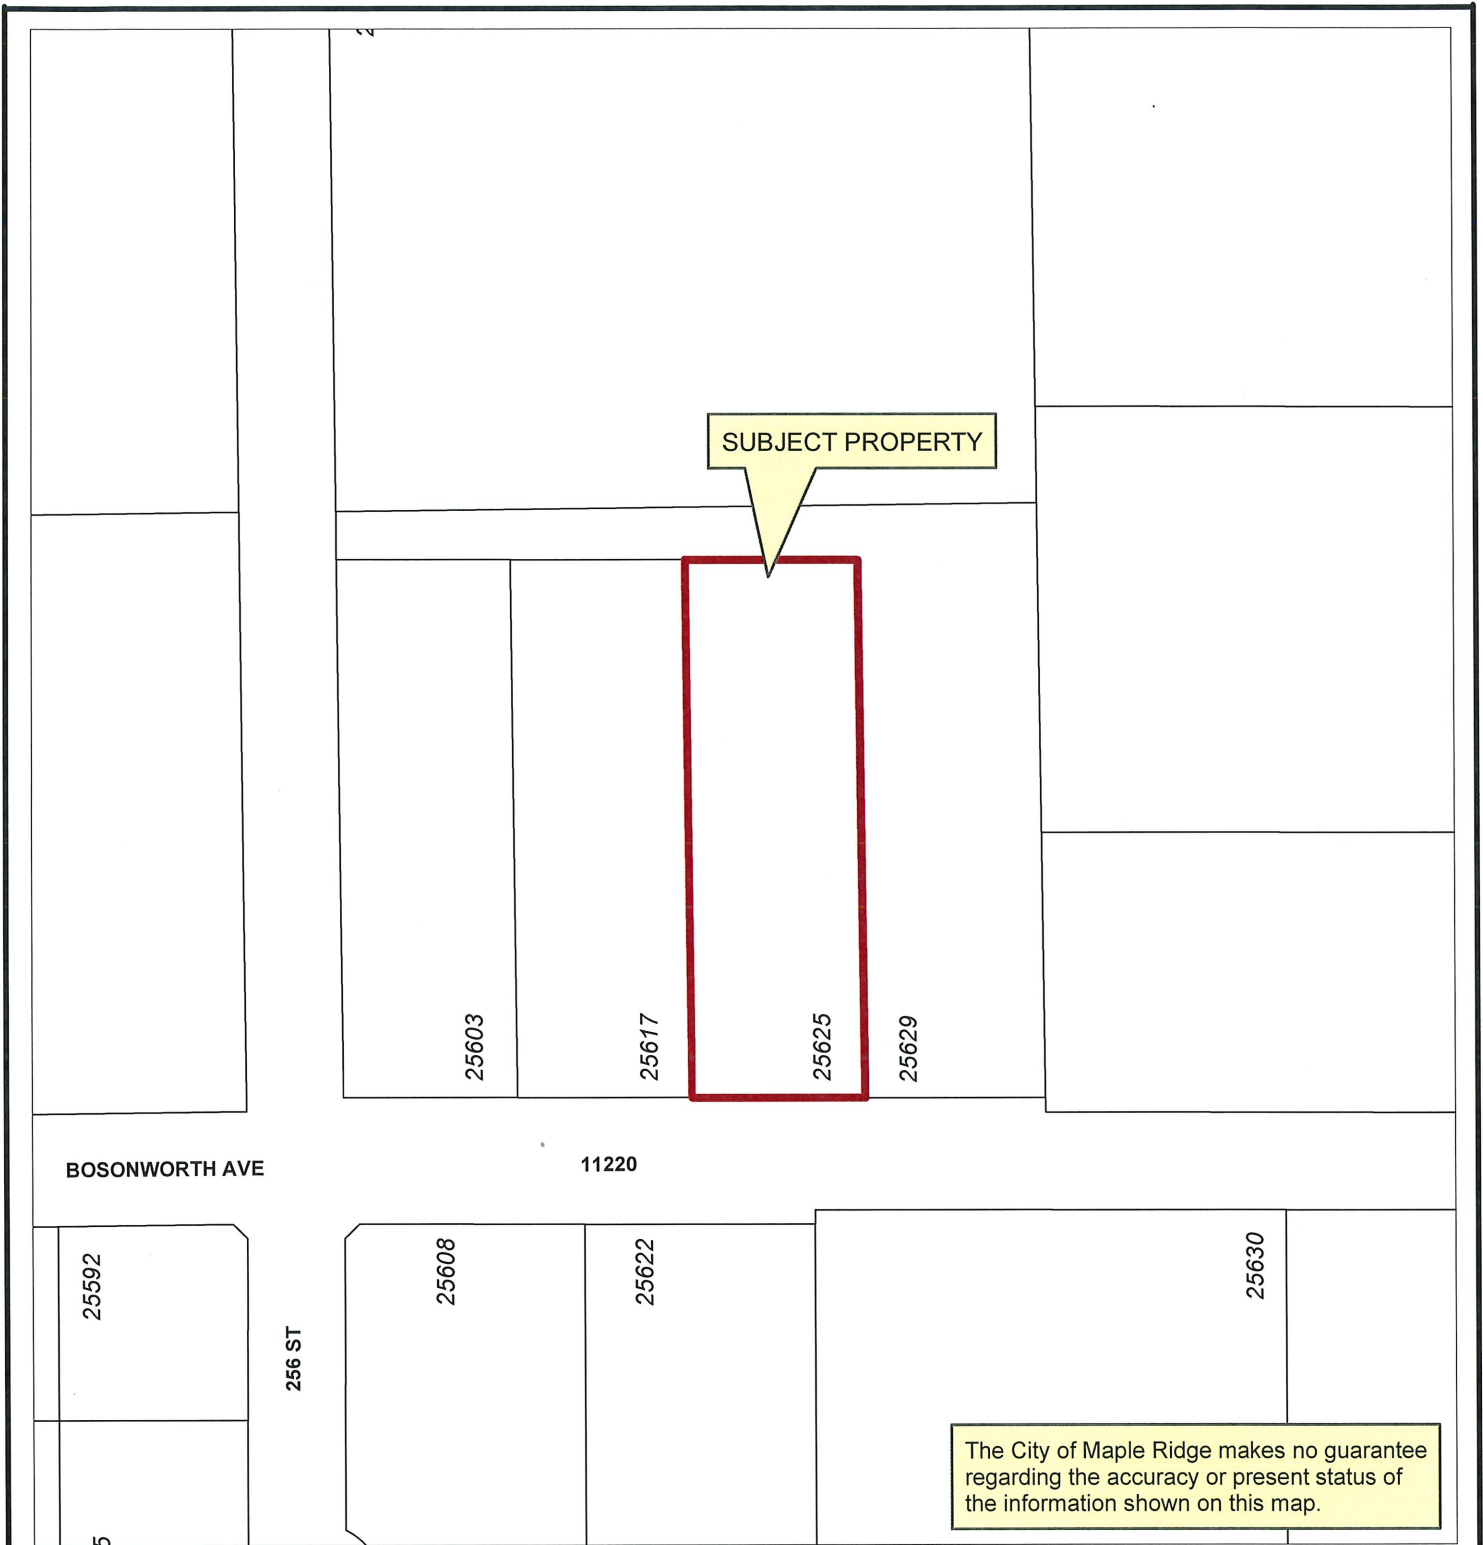 SUBJECT PROPERTY
25603
25617
25625
25629
BOSONWORTH AVE
11220
25592
256 ST
25608
25622
25630
The City of Maple Ridge makes no guarantee
regarding the accuracy or present status of
the information shown on this map.